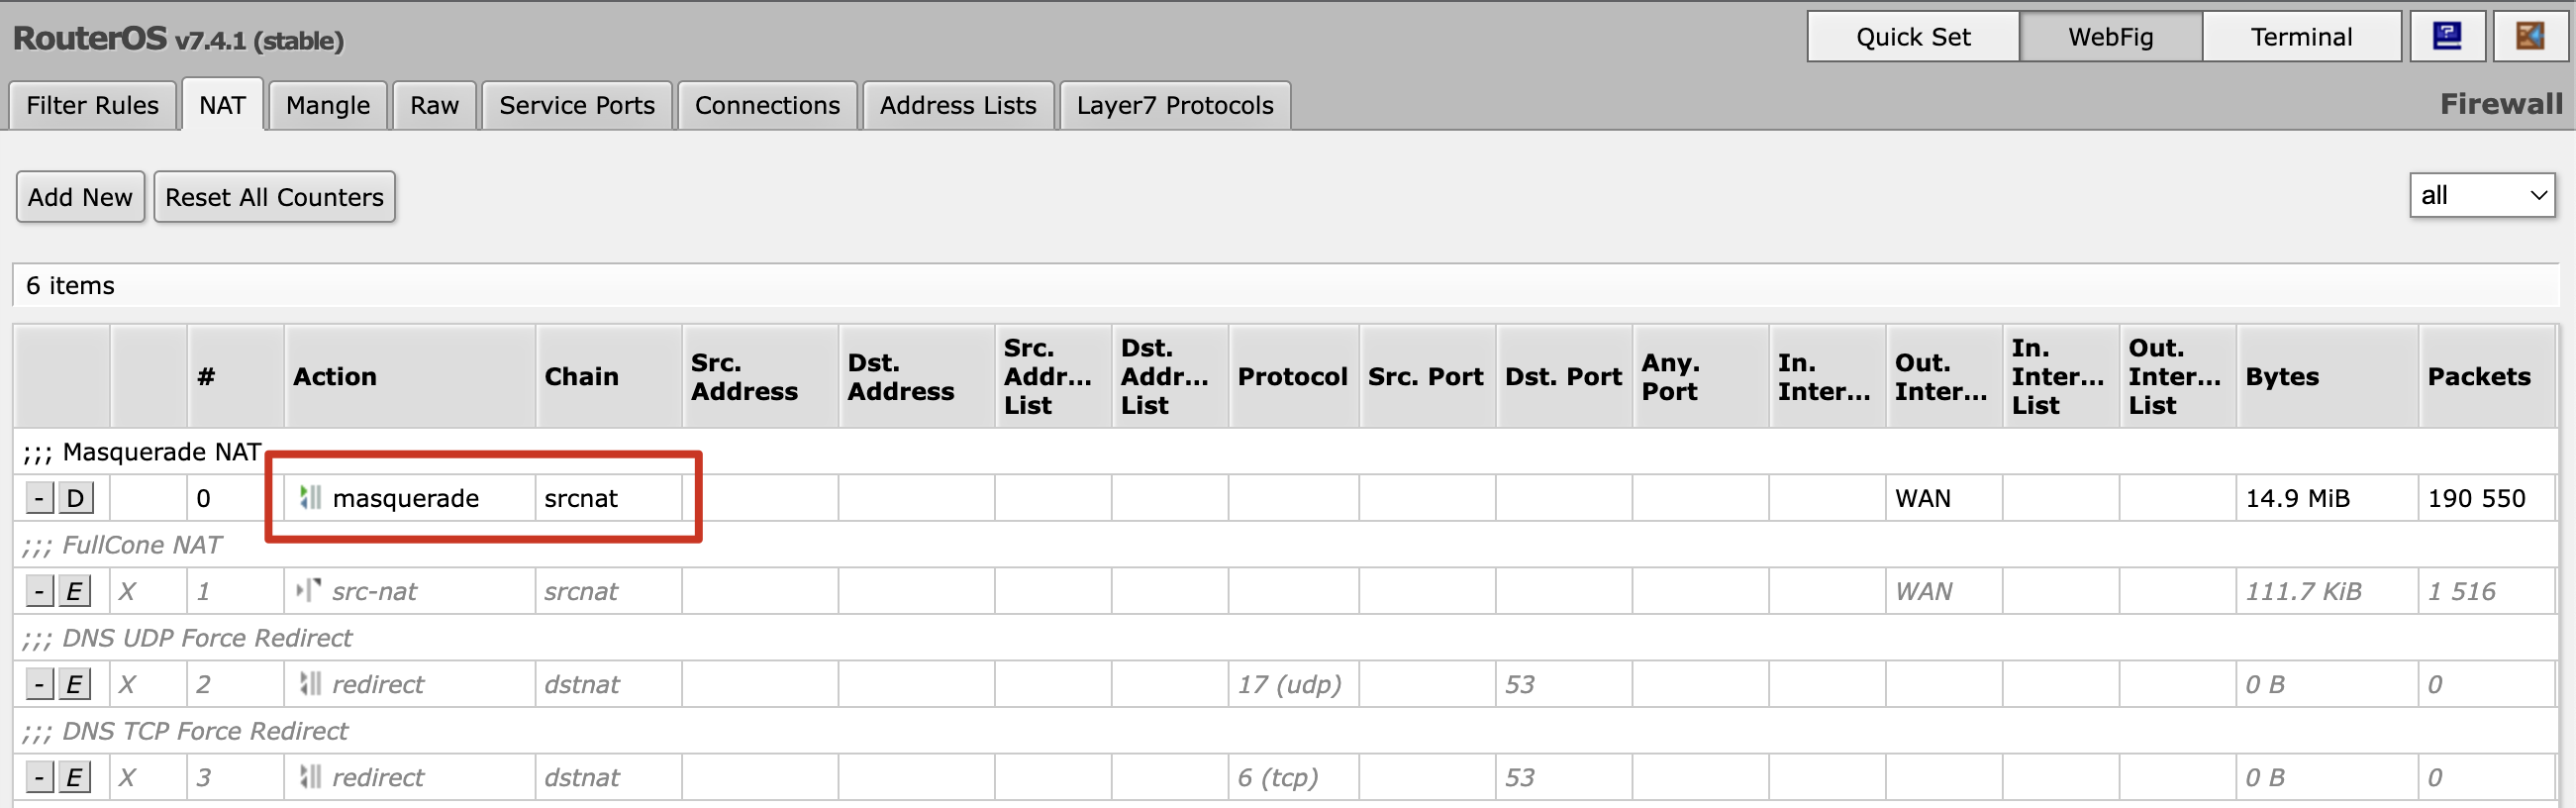 RouterOS v7.4.1 (stable)
Quick Set WebFig Terminal
Filter Rules NAT Mangle Raw Service Ports Connections Address Lists Layer7 Protocols Firewall
Add New Reset All Counters all
6 items
# Action Chain Src. Address Dst. Address Src. Addr... List Dst. Addr... List Protocol Src. Port Dst. Port Any. Port In. Inter... Out. Inter... In. Inter... List Out. Inter... List Bytes Packets
;;; Masquerade NAT
- D 0 masquerade srcnat WAN 14.9 MiB 190 550
;;; FullCone NAT
- E X 1 src-nat srcnat WAN 111.7 KiB 1 516
;;; DNS UDP Force Redirect
- E X 2 redirect dstnat 17 (udp) 53 0 B 0
;;; DNS TCP Force Redirect
- E X 3 redirect dstnat 6 (tcp) 53 0 B 0